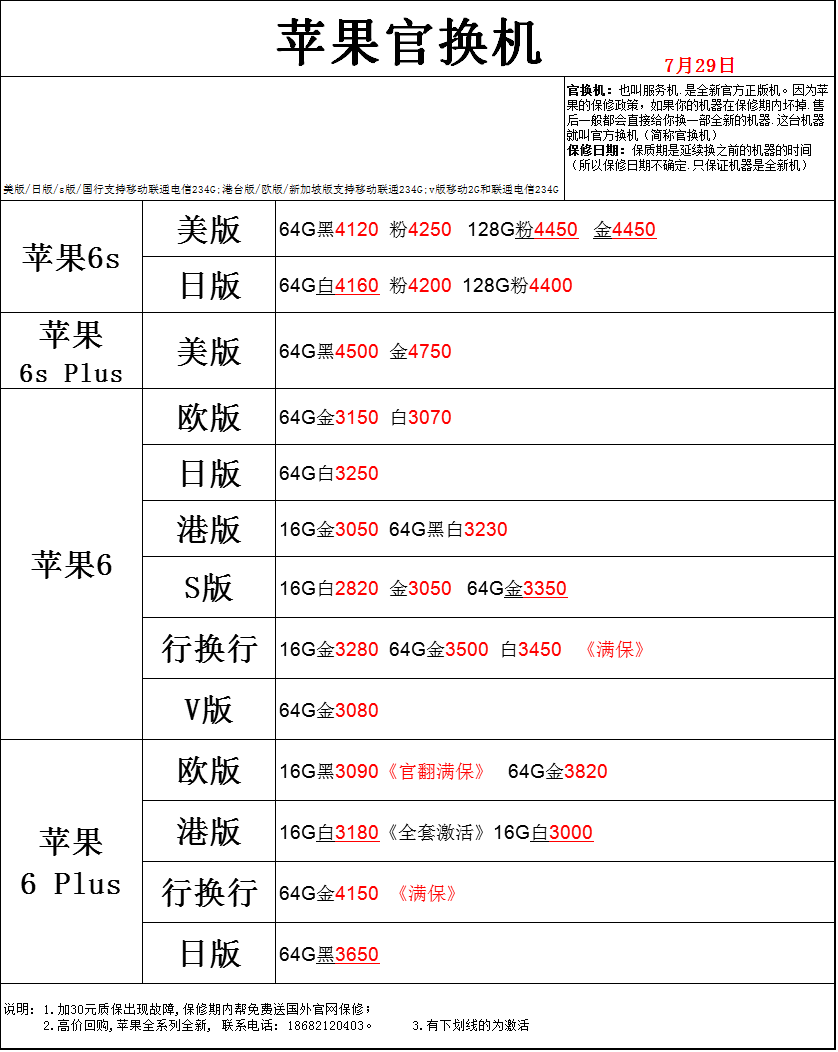 苹果官换机
7月29日
官换机：也叫服务机.是全新官方正版机。因为苹
果的保修政策，如果你的机器在保修期内坏掉.售
后一般都会直接给你换一部全新的机器.这台机器
就叫官方换机（简称官换机）
保修日期：保质期是延续换之前的机器的时间
（所以保修日期不确定.只保证机器是全新机）
美版/日版/s版/国行支持移动联通电信234G;港台版/欧版/新加坡版支持移动联通234G;v版移动2G和联通电信234G
苹果6s
美版
64G黑4120 粉4250 128G粉4450 金4450
日版
64G白4160 粉4200 128G粉4400
苹果
6s Plus
美版
64G黑4500 金4750
苹果6
欧版
64G金3150 白3070
日版
64G白3250
港版
16G金3050 64G黑白3230
S版
16G白2820 金3050 64G金3350
行换行
16G金3280 64G金3500 白3450 《满保》
V版
64G金3080
苹果
6 Plus
欧版
16G黑3090《官翻满保》 64G金3820
港版
16G白3180《全套激活》16G白3000
行换行
64G金4150 《满保》
日版
64G黑3650
说明：1.加30元质保出现故障,保修期内帮免费送国外官网保修；
2.高价回购,苹果全系列全新, 联系电话：18682120403。 3.有下划线的为激活